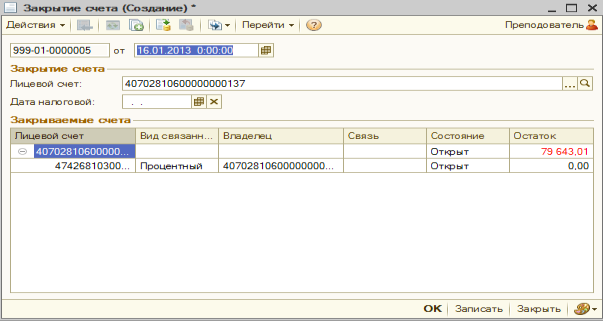 Закрытие счета (Создание) *
Действия Перейти Преподаватель
999-01-0000005 от 16.01.2013 0:00:00
Закрытие счета
Лицевой счет: 40702810600000000137 ...
Дата налоговой: . .
Закрываемые счета
Лицевой счет Вид связанн... Владелец Связь Состояние Остаток
40702810600000... Открыт 79 643,01
47426810300... Процентный 40702810600000000... Открыт 0,00
OK Записать Закрыть